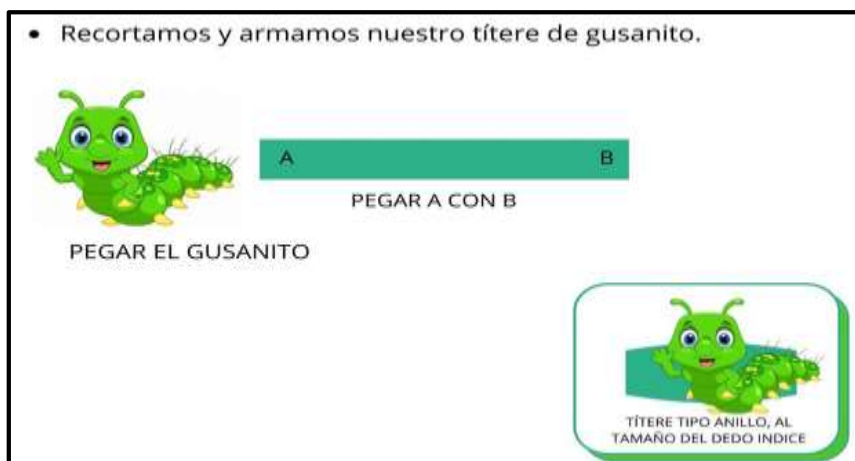 • Recortamos y armamos nuestro títere de gusanito.
A B
PEGAR A CON B
PEGAR EL GUSANITO
TÍTERE TIPO ANILLO, AL
TAMAÑO DEL DEDO INDICE